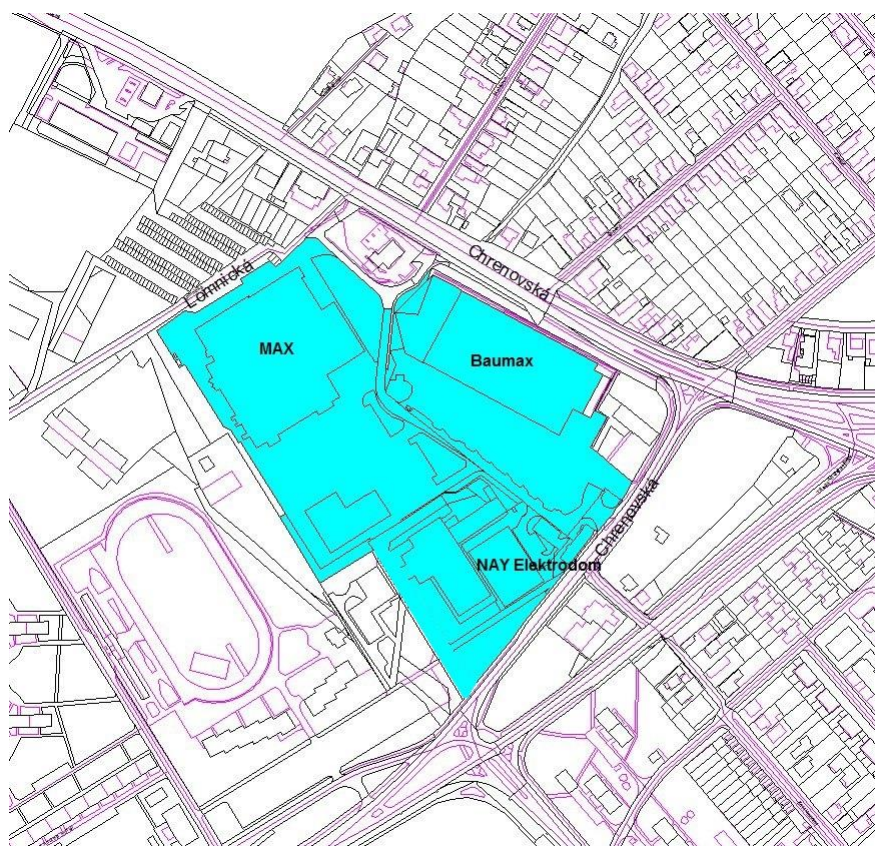 Chrenovská
Lomnická
MAX
Baumax
Chrenovská
NAY Elektrodom